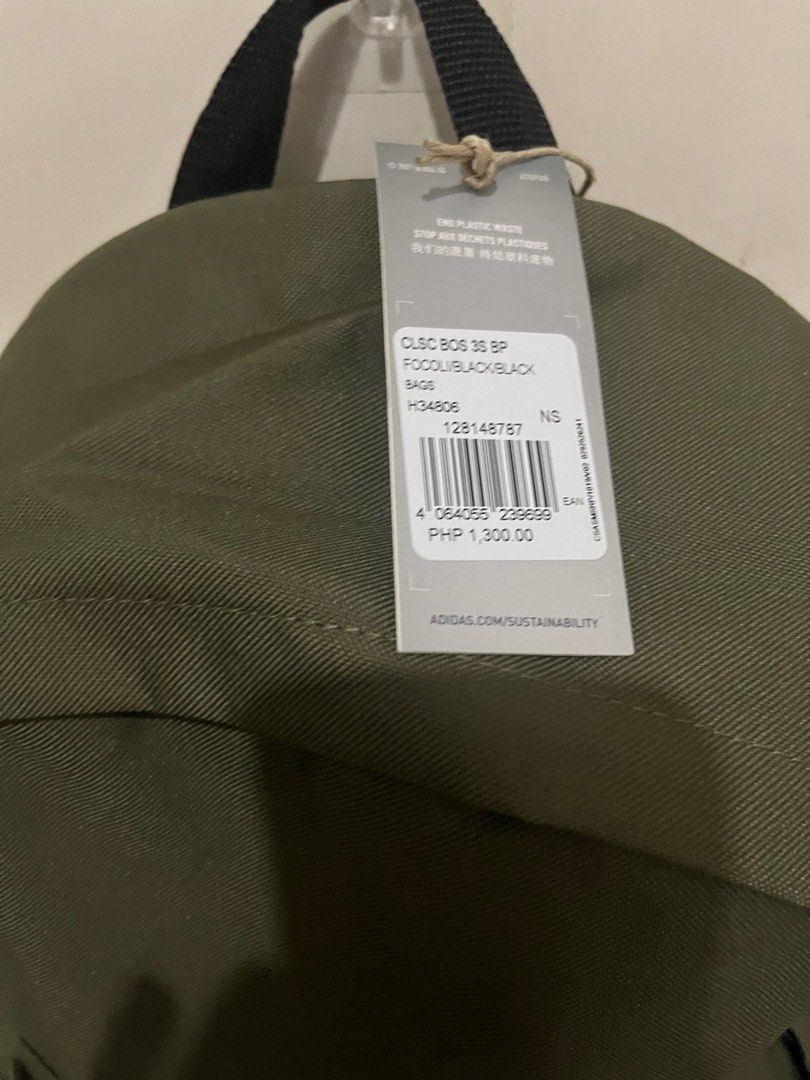 END PLASTIC WASTE
STOP AUX DECHETS PLASTIQUES
我们的愿景 终结塑料废物
CLSC BOS 3S BP
FOCOLI/BLACK/BLACK
BAGS
H34806
NS
128148787
EAN
4 064055 239699
PHP 1,300.00
ADIDAS.COM/SUSTAINABILITY